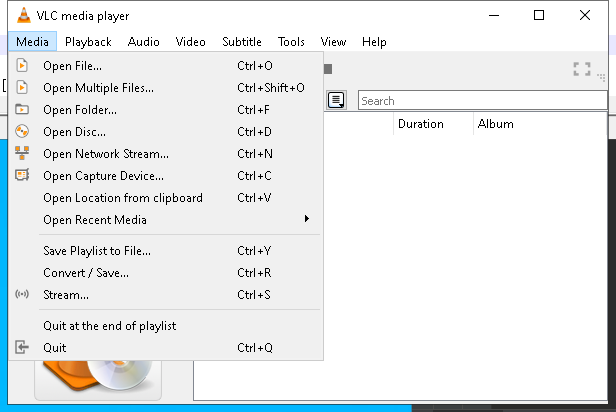 VLC media player
Media Playback Audio Video Subtitle Tools View Help
Open File... Ctrl+O
Open Multiple Files... Ctrl+Shift+O
Open Folder... Ctrl+F
Open Disc... Ctrl+D
Open Network Stream... Ctrl+N
Open Capture Device... Ctrl+C
Open Location from clipboard Ctrl+V
Open Recent Media
Save Playlist to File... Ctrl+Y
Convert / Save... Ctrl+R
Stream... Ctrl+S
Quit at the end of playlist
Quit Ctrl+Q
Search
Duration Album